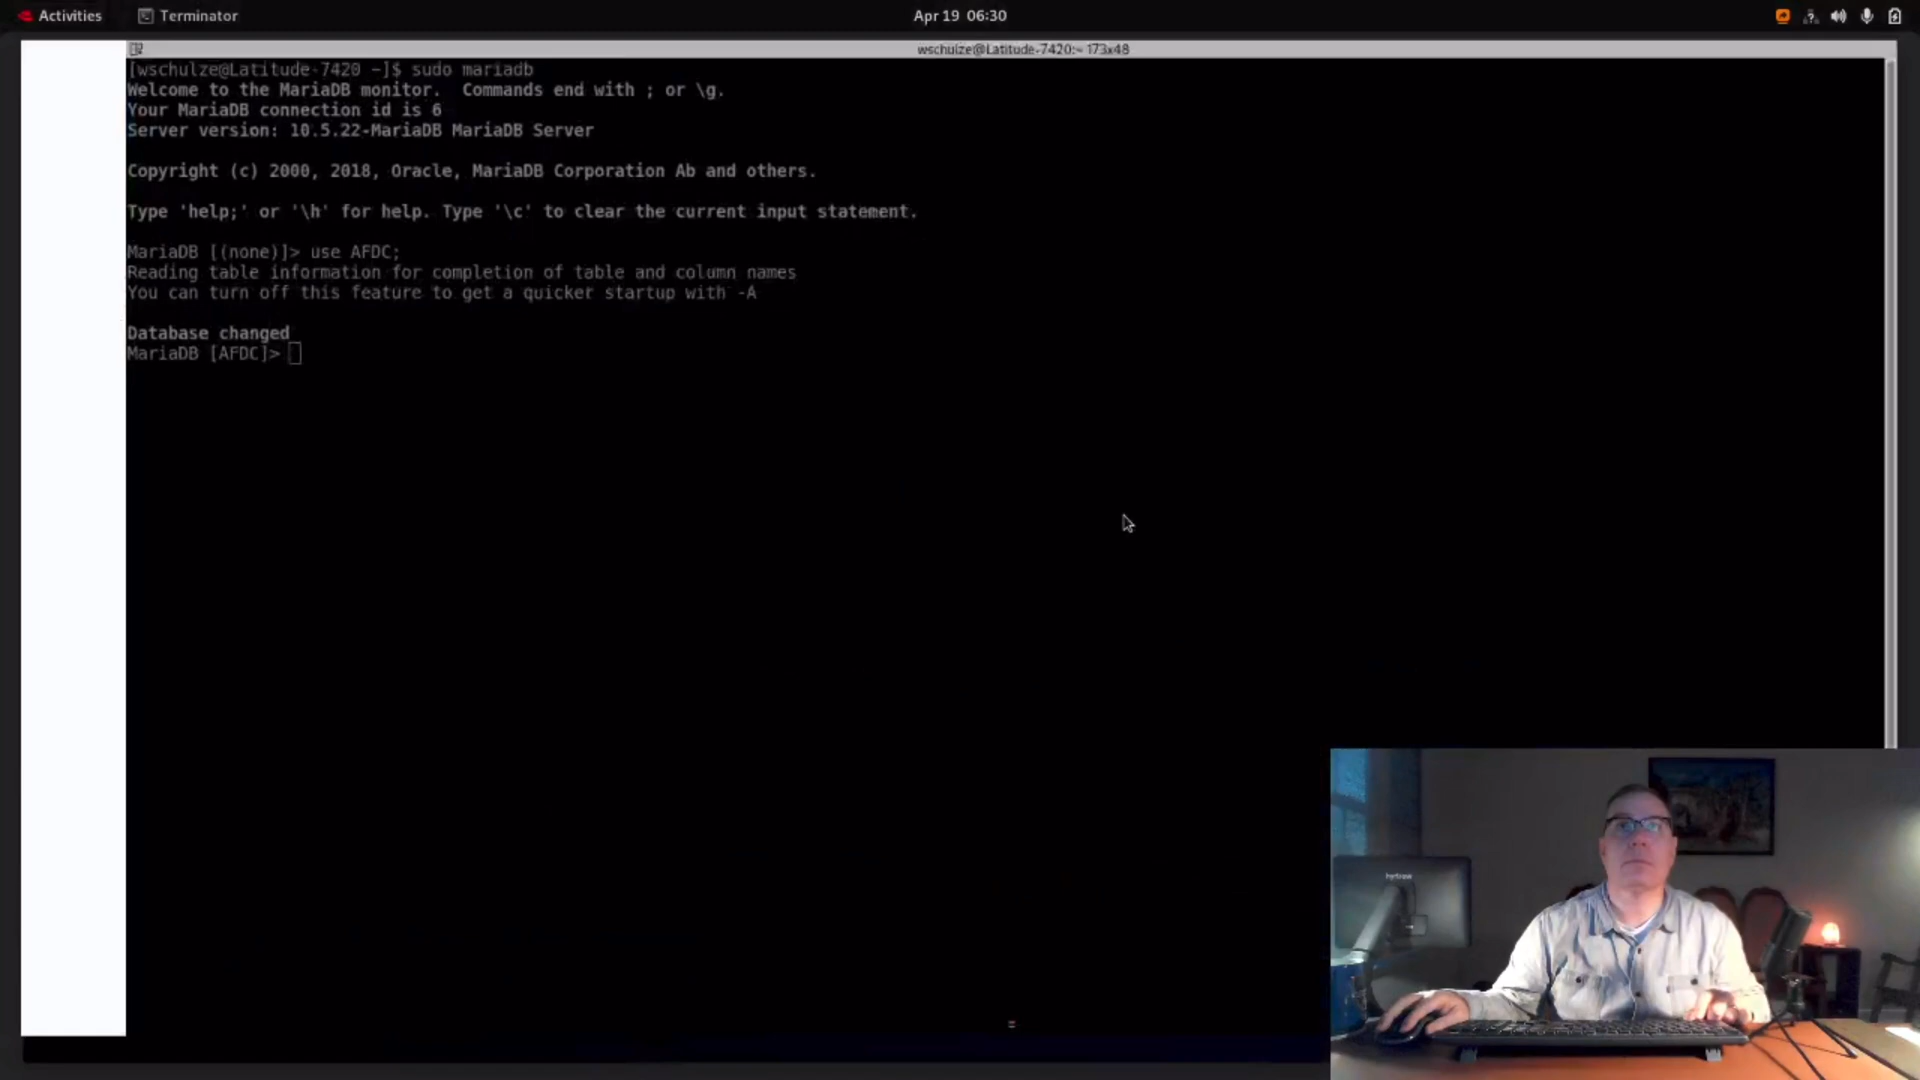 Activities
Terminator
Apr 19 06:30
wschulze@Latitude-7420:~ 173x48
[wschulze@Latitude-7420 ~]$ sudo mariadb
Welcome to the MariaDB monitor.  Commands end with ; or \g.
Your MariaDB connection id is 6
Server version: 10.5.22-MariaDB MariaDB Server
Copyright (c) 2000, 2018, Oracle, MariaDB Corporation Ab and others.
Type 'help;' or '\h' for help. Type '\c' to clear the current input statement.
MariaDB [(none)]> use AFDC;
Reading table information for completion of table and column names
You can turn off this feature to get a quicker startup with -A
Database changed
MariaDB [AFDC]>